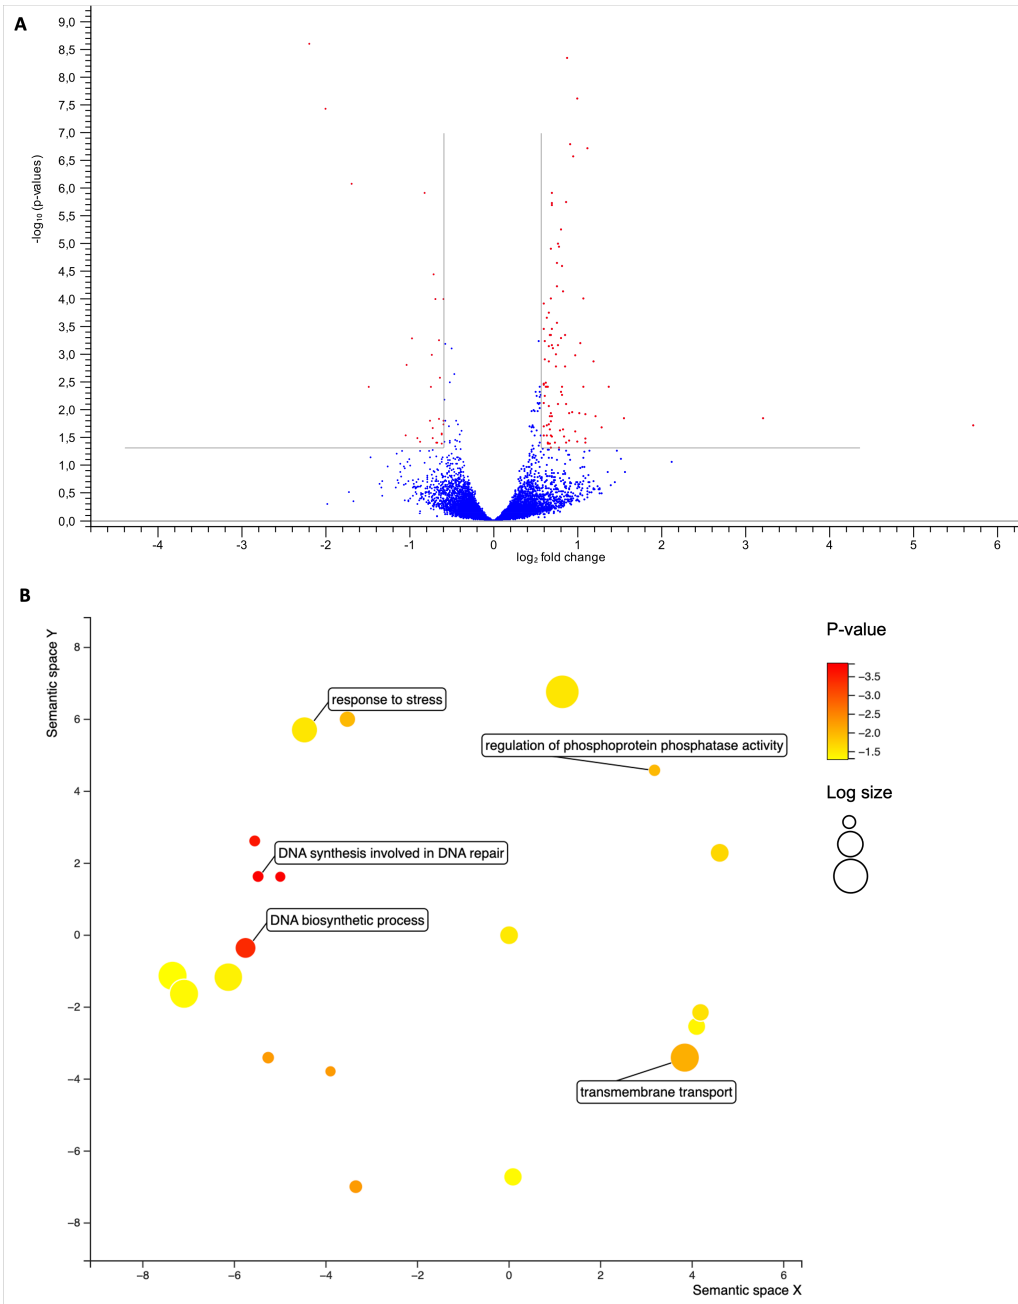 A
9,0
8,5
8,0
7,5
7,0
6,5
6,0
5,5
5,0
4,5
4,0
3,5
3,0
2,5
2,0
1,5
1,0
0,5
0,0
-log₁₀ (p-values)
-4 -3 -2 -1 0 1 2 3 4 5 6
log₂ fold change
B
Semantic space Y
8
6
4
2
0
−2
−4
−6
−8
response to stress
regulation of phosphoprotein phosphatase activity
DNA synthesis involved in DNA repair
DNA biosynthetic process
transmembrane transport
−8 −6 −4 −2 0 2 4 6
Semantic space X
P-value
−3.5
−3.0
−2.5
−2.0
−1.5
Log size